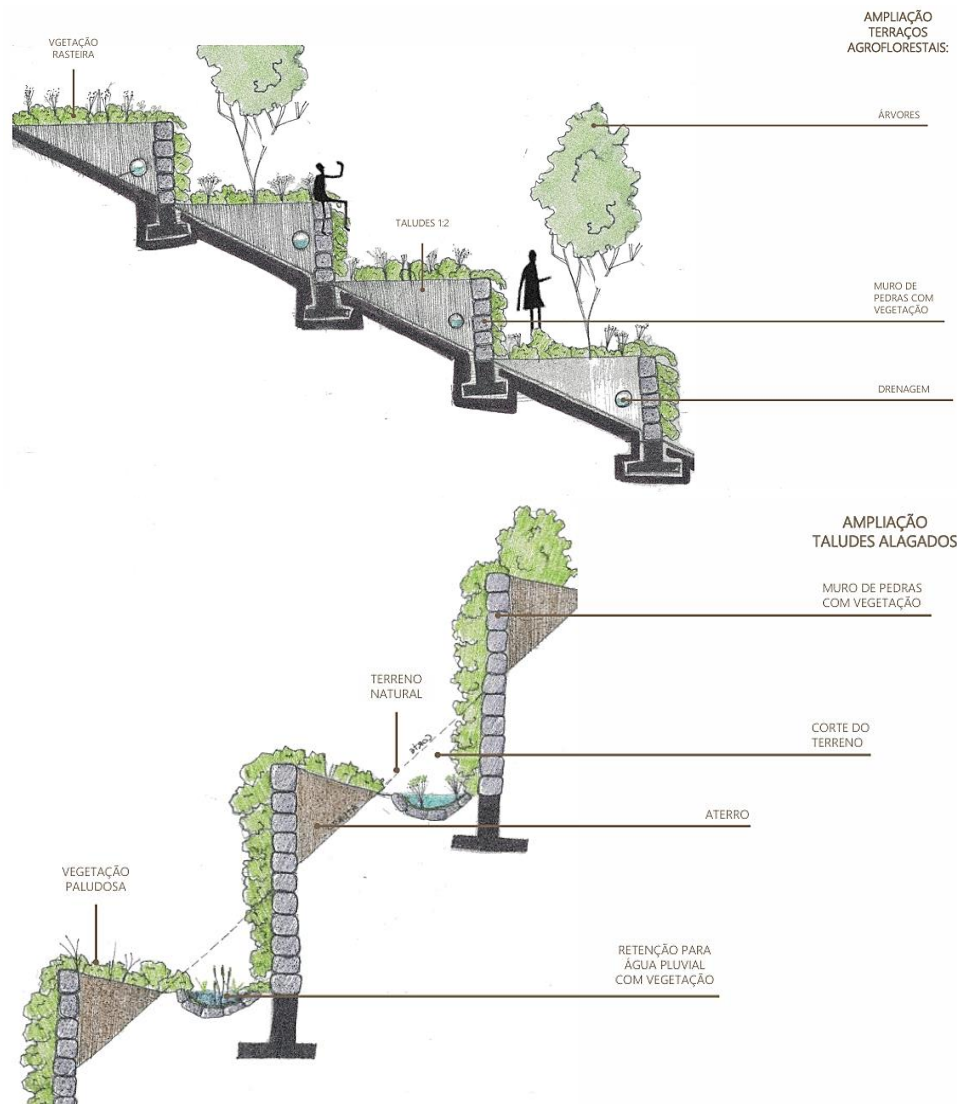 VGETAÇÃO
RASTEIRA
AMPLIAÇÃO
TERRAÇOS
AGROFLORESTAIS:
ÁRVORES
TALUDES 1:2
MURO DE
PEDRAS COM
VEGETAÇÃO
DRENAGEM
AMPLIAÇÃO
TALUDES ALAGADOS
MURO DE PEDRAS
COM VEGETAÇÃO
TERRENO
NATURAL
CORTE DO
TERRENO
ATERRO
VEGETAÇÃO
PALUDOSA
RETENÇÃO PARA
ÁGUA PLUVIAL
COM VEGETAÇÃO